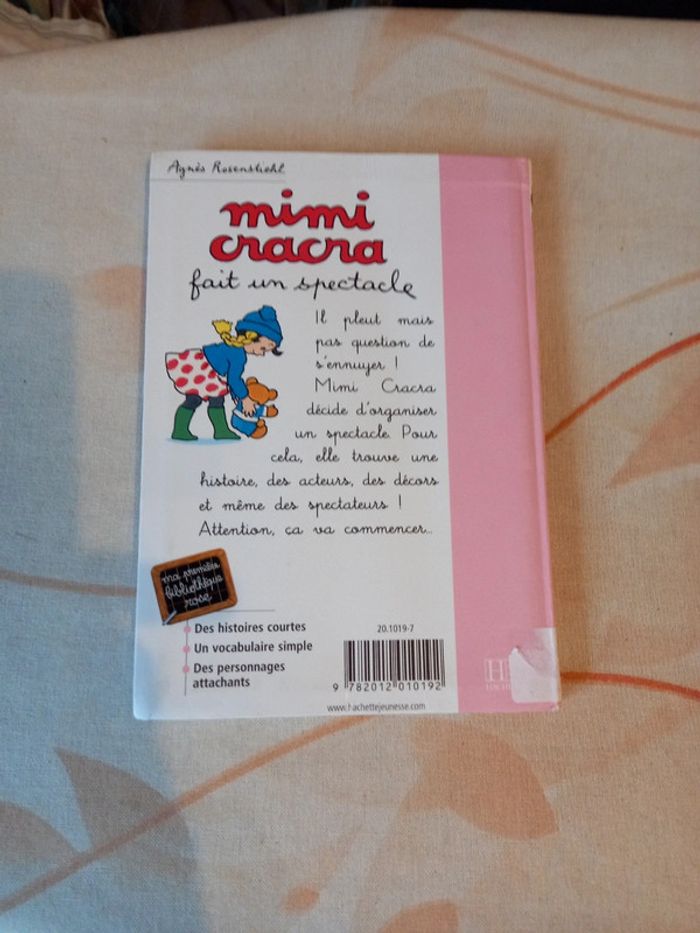 Agnès Rosenstiehl
mimi
cracra
fait un spectacle
Il pleut mais
pas question de
s'ennuyer !
Mimi Cracra
décide d'organiser
un spectacle. Pour
cela, elle trouve une
histoire, des acteurs, des décors
et même des spectateurs !
Attention, ça va commencer...
ma première
bibliothèque
rose
Des histoires courtes
Un vocabulaire simple
Des personnages
attachants
20.1019-7
9 782012 010192
www.hachettejeunesse.com